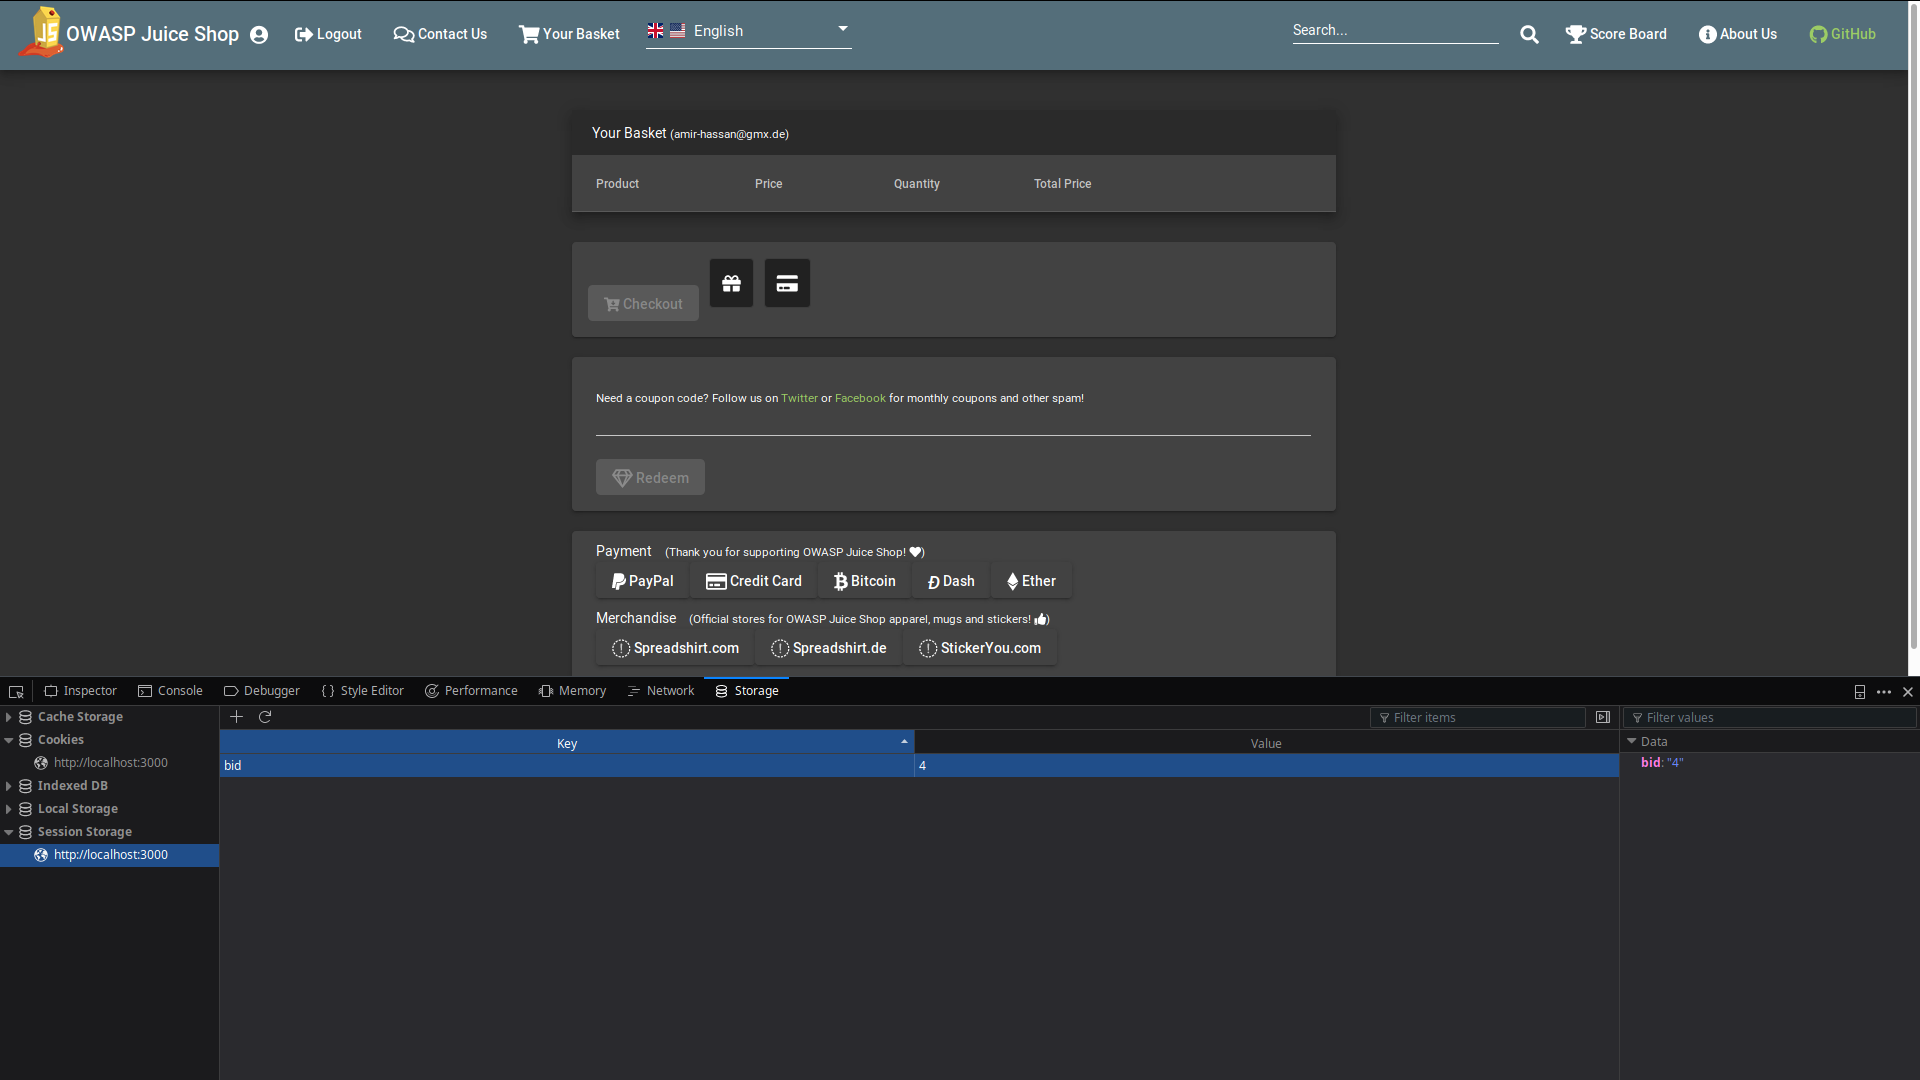 OWASP Juice Shop Logout Contact Us Your Basket English Search... Score Board About Us GitHub
Your Basket (amir-hassan@gmx.de)
Product Price Quantity Total Price
Checkout
Need a coupon code? Follow us on Twitter or Facebook for monthly coupons and other spam!
Redeem
Payment (Thank you for supporting OWASP Juice Shop! ♥)
PayPal Credit Card Bitcoin Dash Ether
Merchandise (Official stores for OWASP Juice Shop apparel, mugs and stickers! 👍)
Spreadshirt.com Spreadshirt.de StickerYou.com
Inspector Console Debugger Style Editor Performance Memory Network Storage
Cache Storage
Cookies
http://localhost:3000
Indexed DB
Local Storage
Session Storage
http://localhost:3000
Filter items
Key Value
bid 4
Filter values
Data
bid: "4"